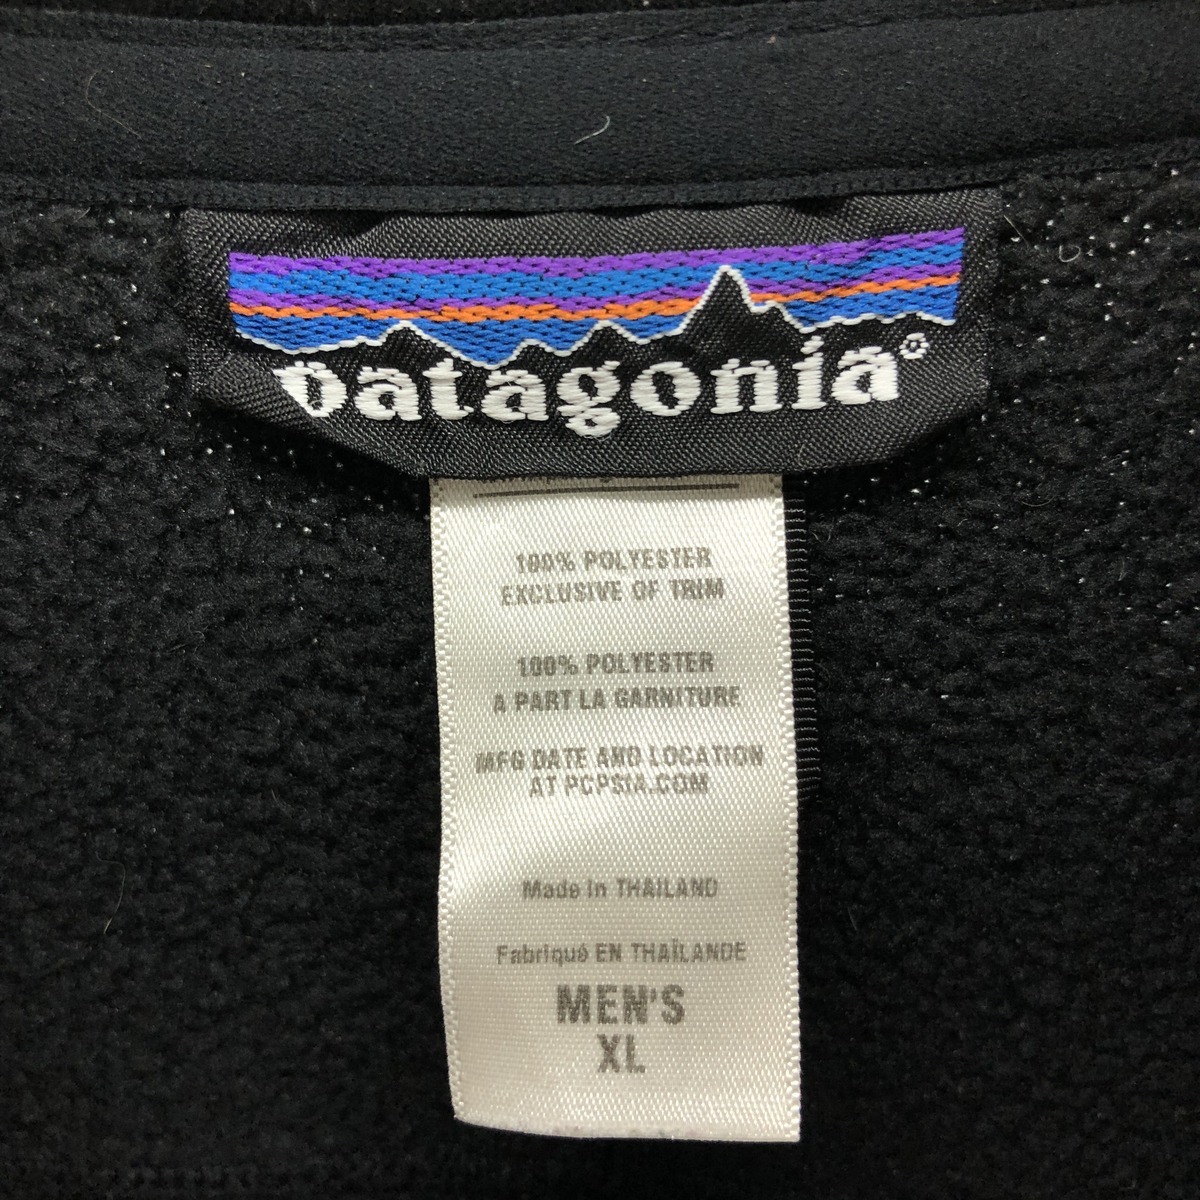 patagonia®
100% POLYESTER
EXCLUSIVE OF TRIM
100% POLYESTER
A PART LA GARNITURE
MFG DATE AND LOCATION
AT PCPSIA.COM
Made in THAILAND
Fabriqué EN THAÏLANDE
MEN'S
XL